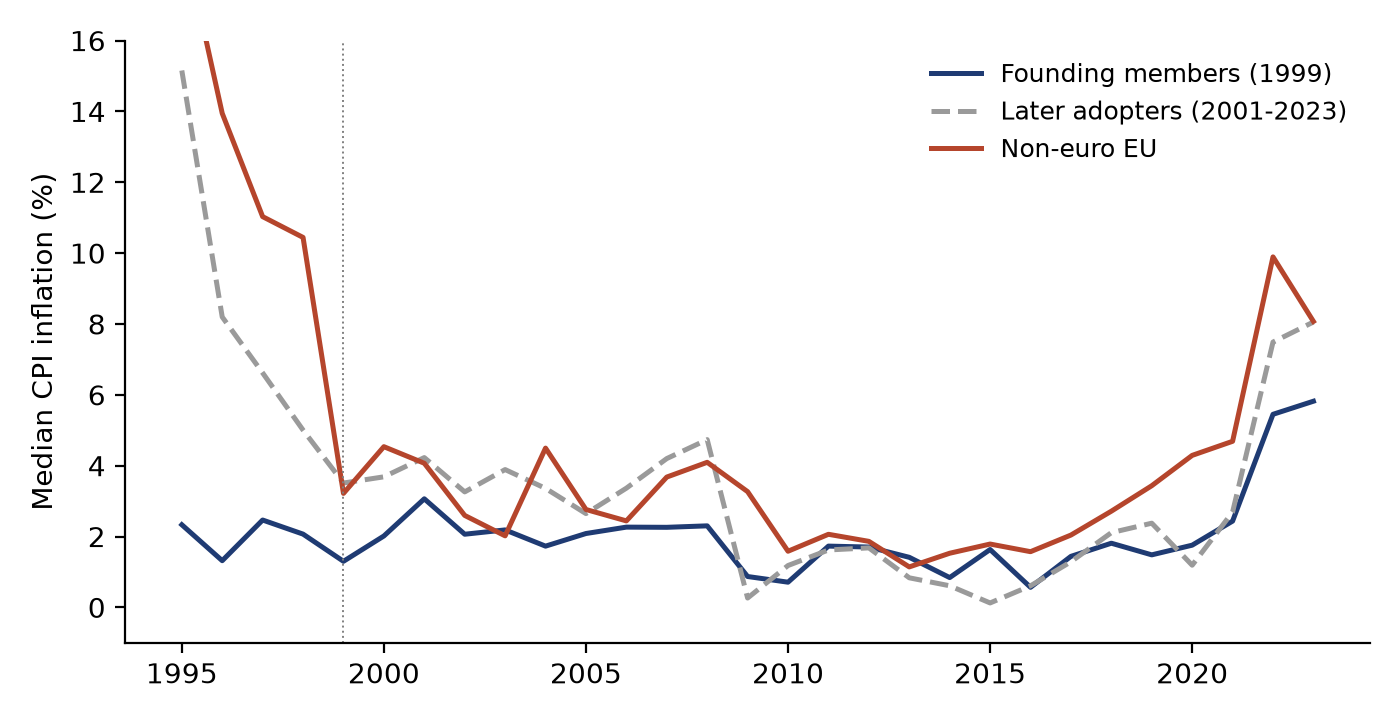 Median CPI inflation (%)
16
14
12
10
8
6
4
2
0
Founding members (1999)
Later adopters (2001-2023)
Non-euro EU
1995 2000 2005 2010 2015 2020